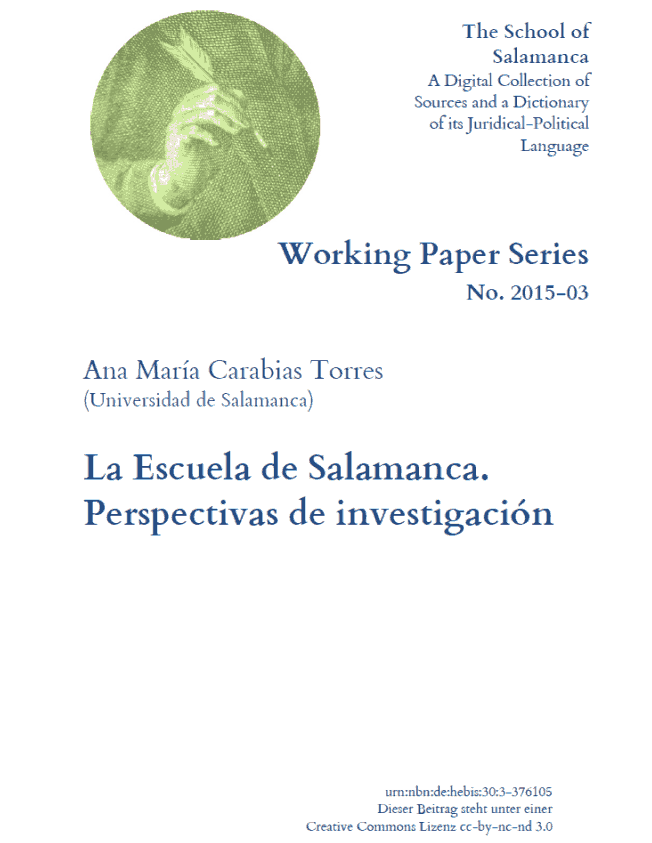 The School of
Salamanca
A Digital Collection of
Sources and a Dictionary
of its Juridical-Political
Language
Working Paper Series
No. 2015-03
Ana María Carabias Torres
(Universidad de Salamanca)
La Escuela de Salamanca.
Perspectivas de investigación
urn:nbn:de:hebis:30:3-376105
Dieser Beitrag steht unter einer
Creative Commons Lizenz cc-by-nc-nd 3.0